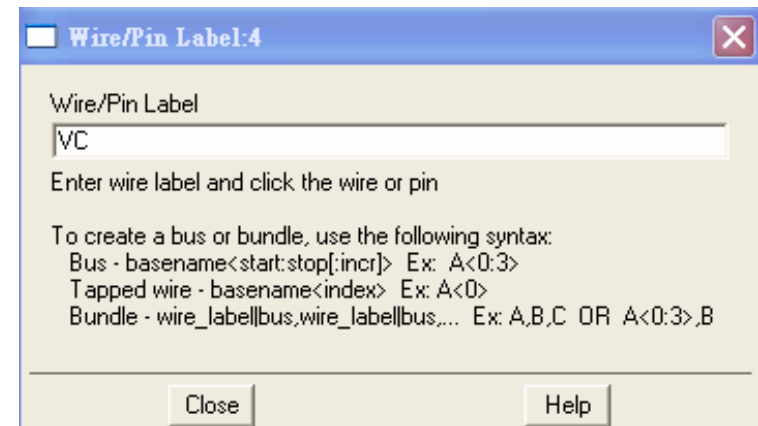 Wire/Pin Label:4
Wire/Pin Label
VC
Enter wire label and click the wire or pin
To create a bus or bundle, use the following syntax:
Bus - basename<start:stop[:incr]>  Ex:  A<0:3>
Tapped wire - basename<index>  Ex: A<0>
Bundle - wire_label|bus,wire_label|bus,...  Ex: A,B,C  OR  A<0:3>,B
Close Help